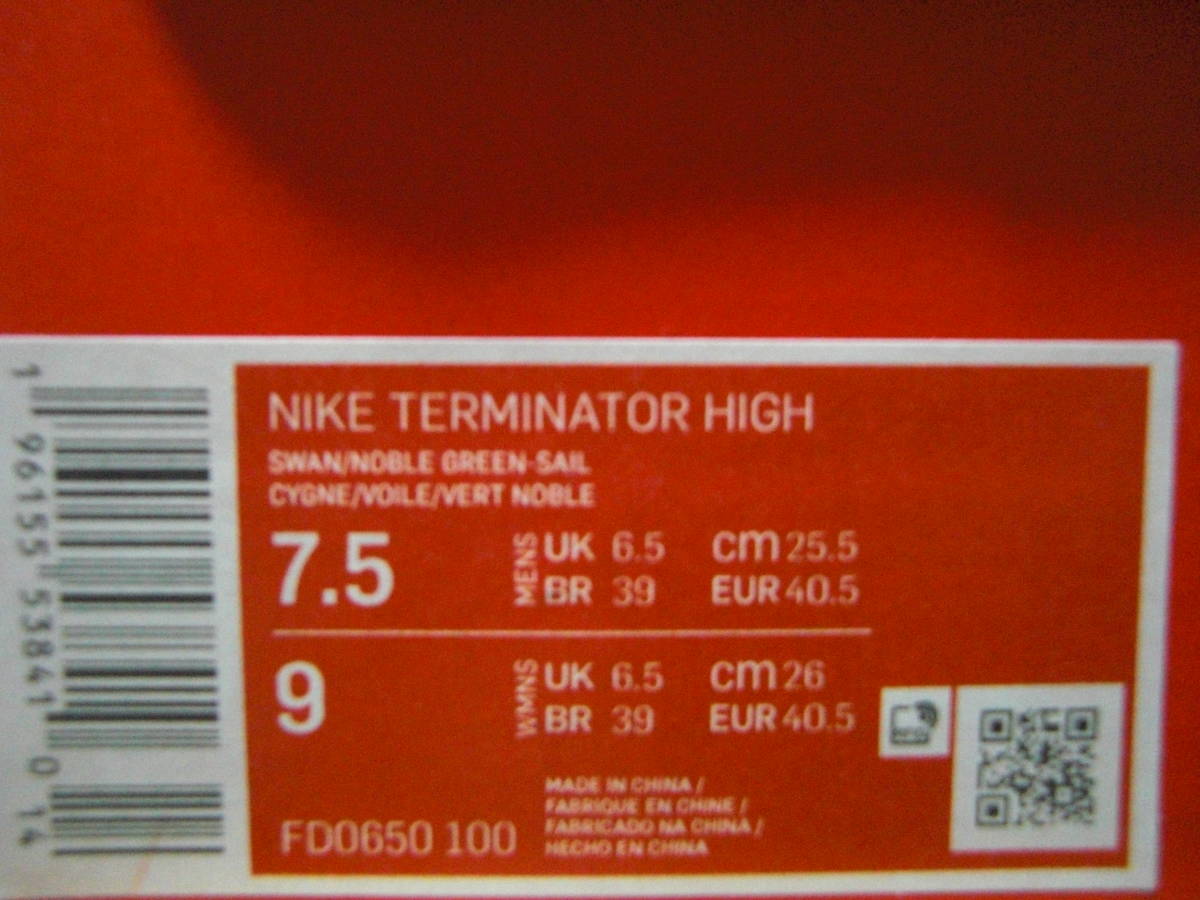 NIKE TERMINATOR HIGH
SWAN/NOBLE GREEN-SAIL
CYGNE/VOILE/VERT NOBLE
7.5 MENS UK 6.5 cm 25.5
BR 39 EUR 40.5
9 WMNS UK 6.5 cm 26
BR 39 EUR 40.5
MADE IN CHINA /
FABRIQUE EN CHINE /
FABRICADO NA CHINA /
HECHO EN CHINA
FD0650 100
1 96155 53841 0 14